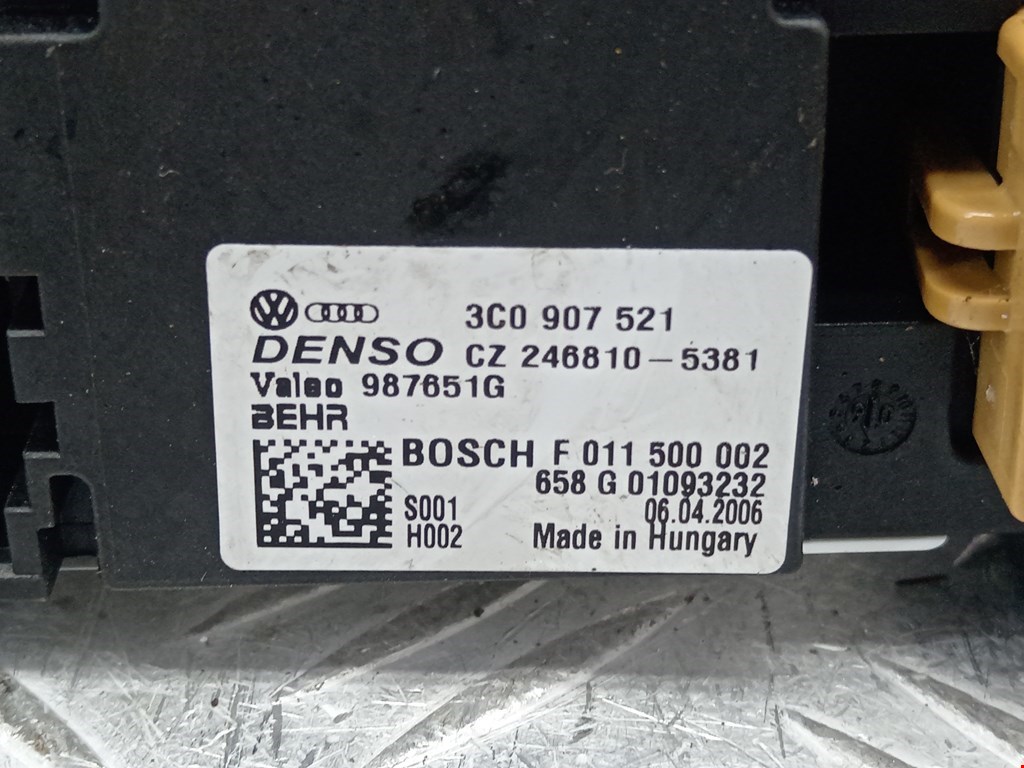 3C0 907 521
DENSO CZ 246810-5381
Valeo 987651G
BEHR
BOSCH F 011 500 002
658 G 01093232
S001 06.04.2006
H002 Made in Hungary